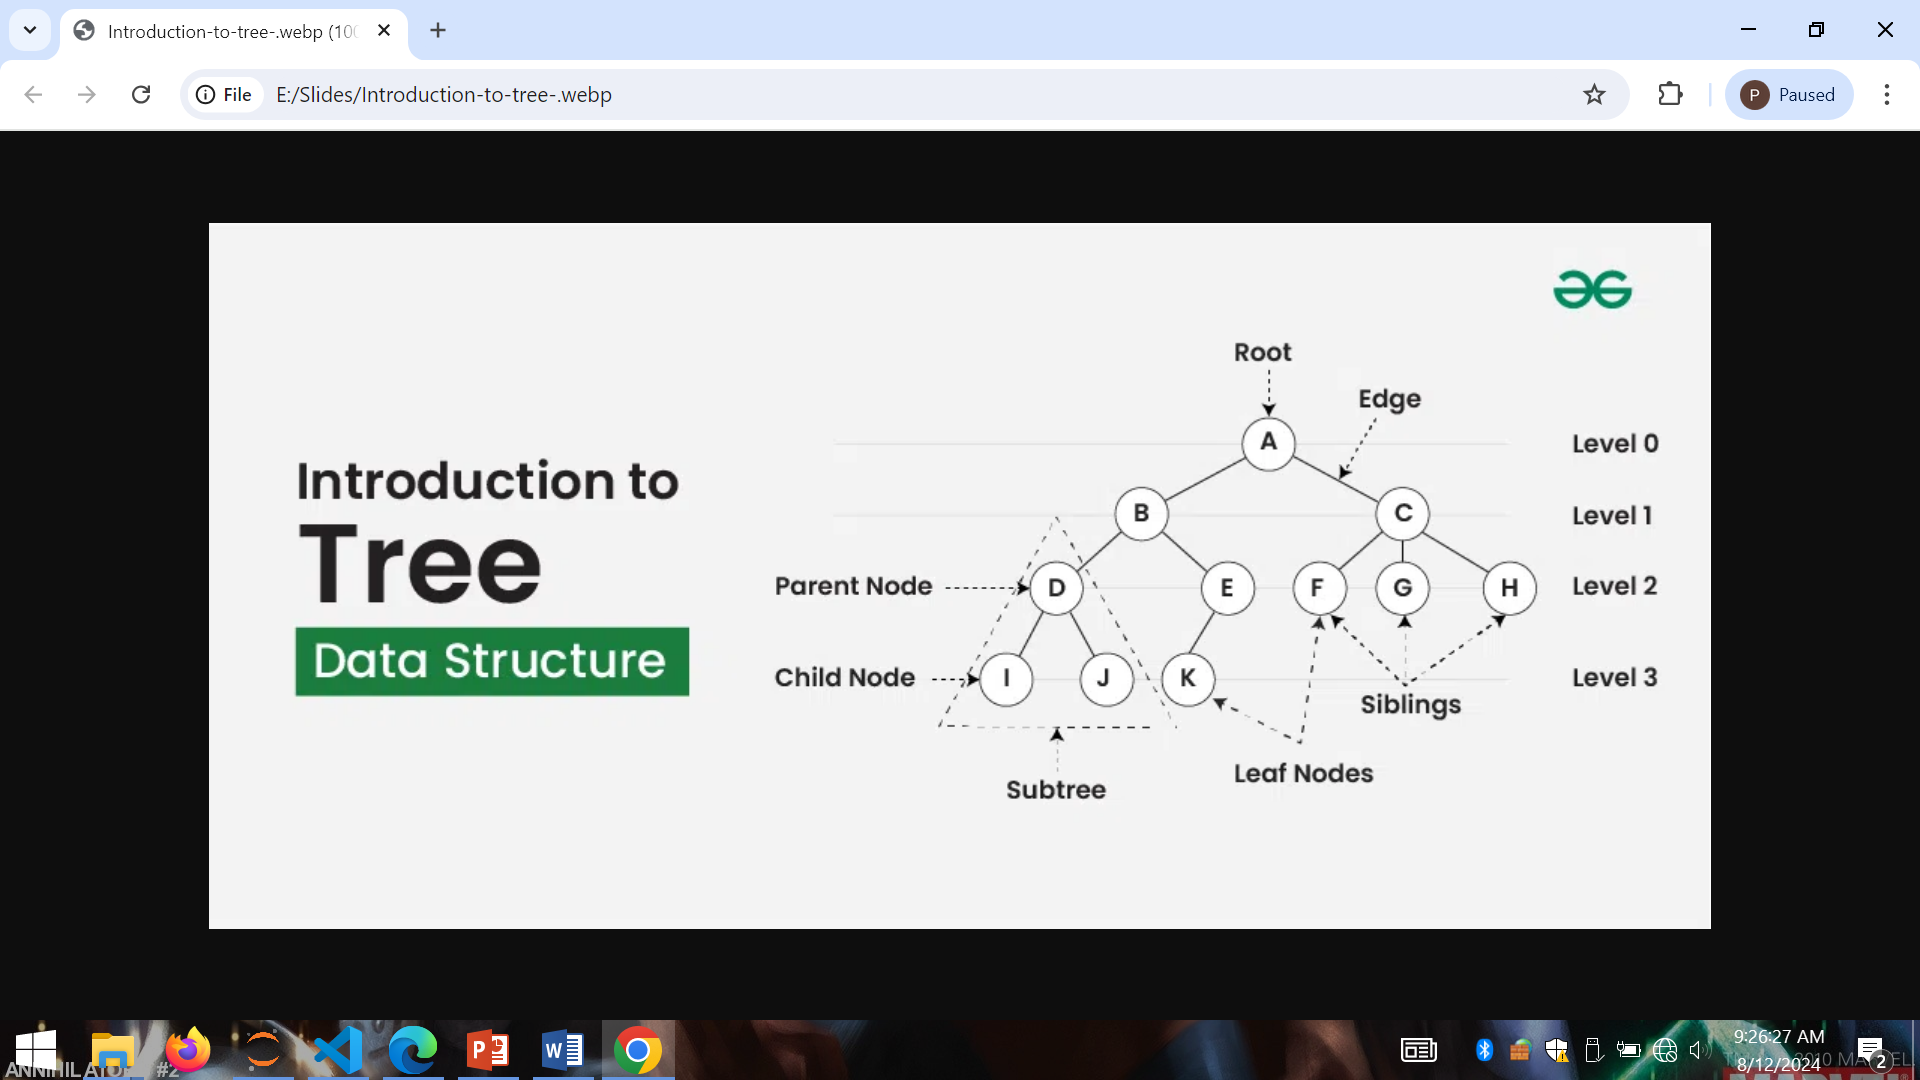 Introduction-to-tree-.webp (100
File
E:/Slides/Introduction-to-tree-.webp
P
Paused
Introduction to
Tree
Data Structure
Root
Edge
A
Level 0
B
C
Level 1
Parent Node
D
E
F
G
H
Level 2
Child Node
I
J
K
Level 3
Siblings
Leaf Nodes
Subtree
9:26:27 AM
8/12/2024
2